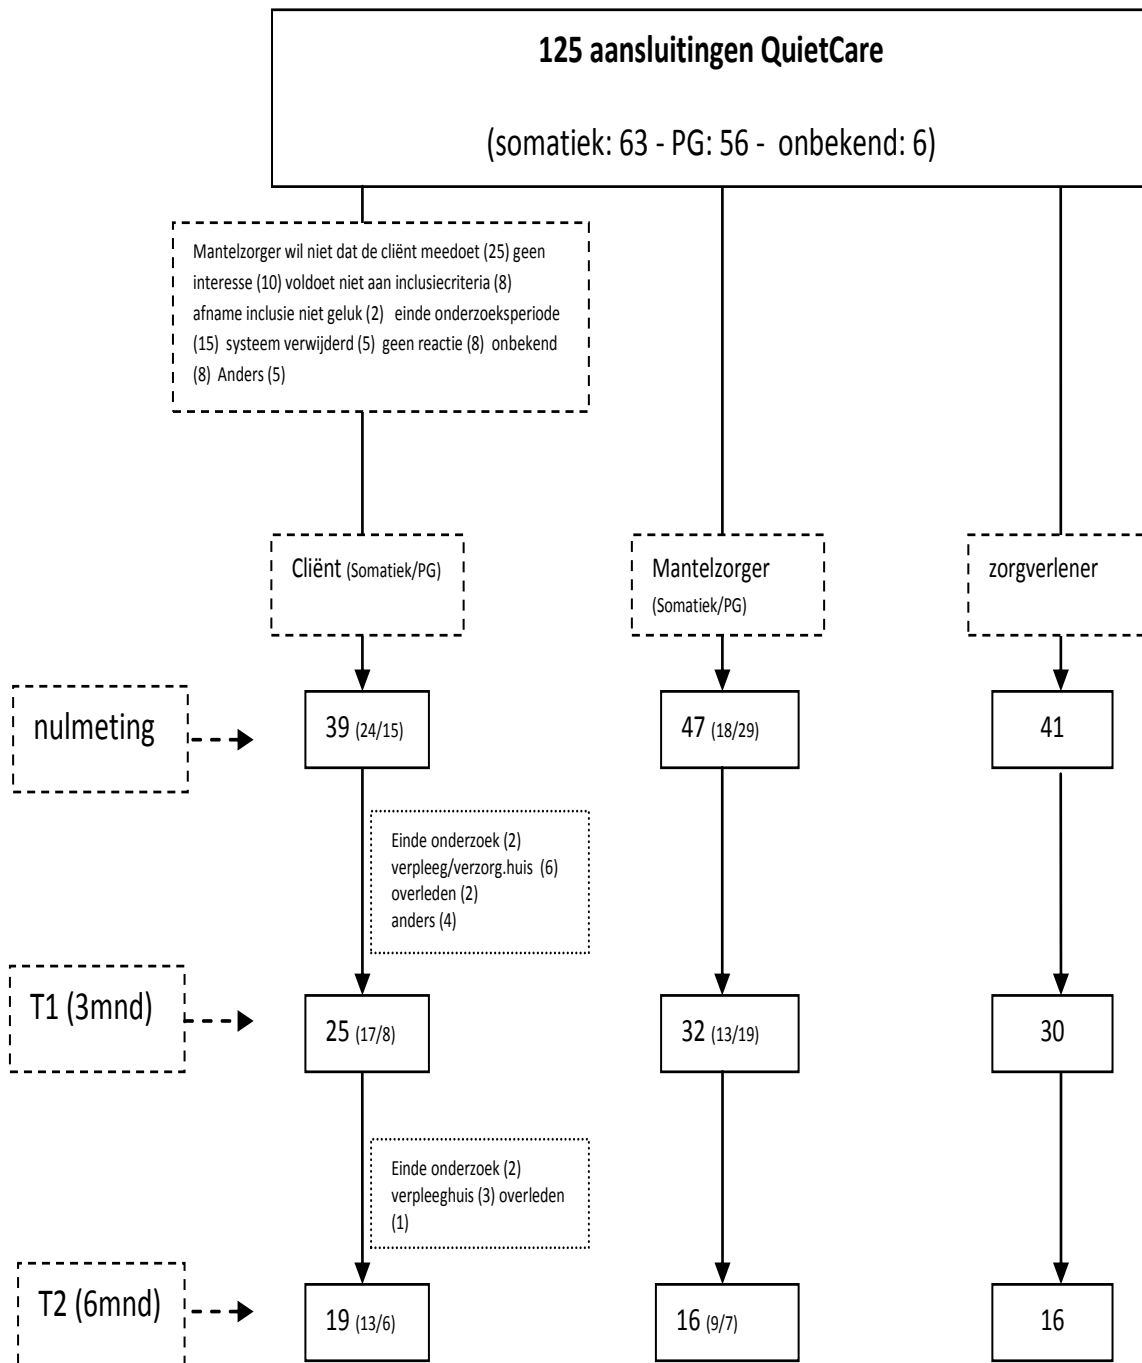 125 aansluitingen QuietCare
(somatiek: 63 - PG: 56 - onbekend: 6)
Mantelzorger wil niet dat de cliënt meedoet (25) geen
interesse (10) voldoet niet aan inclusiecriteria (8)
afname inclusie niet geluk (2) einde onderzoeksperiode
(15) systeem verwijderd (5) geen reactie (8) onbekend
(8) Anders (5)
Cliënt (Somatiek/PG)
Mantelzorger
(Somatiek/PG)
zorgverlener
nulmeting
39 (24/15)
47 (18/29)
41
Einde onderzoek (2)
verpleeg/verzorg.huis (6)
overleden (2)
anders (4)
T1 (3mnd)
25 (17/8)
32 (13/19)
30
Einde onderzoek (2)
verpleeghuis (3) overleden
(1)
T2 (6mnd)
19 (13/6)
16 (9/7)
16